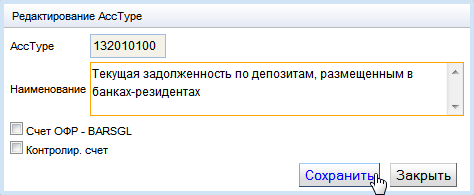 Редактирование AccType
AccType 132010100
Наименование
Текущая задолженность по депозитам, размещенным в
банках-резидентах
Счет ОФР - BARSGL
Контролир. счет
Сохранить Закрыть